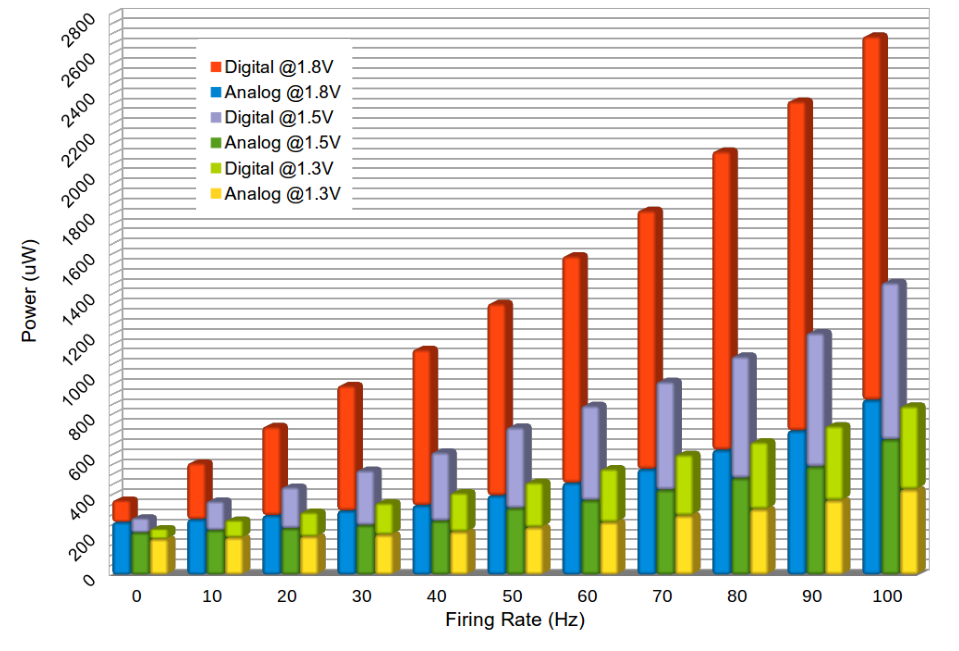 2800
2600
2400
2200
2000
1800
1600
1400
1200
1000
800
600
400
200
0
Power (uW)
Digital @1.8V
Analog @1.8V
Digital @1.5V
Analog @1.5V
Digital @1.3V
Analog @1.3V
0 10 20 30 40 50 60 70 80 90 100
Firing Rate (Hz)